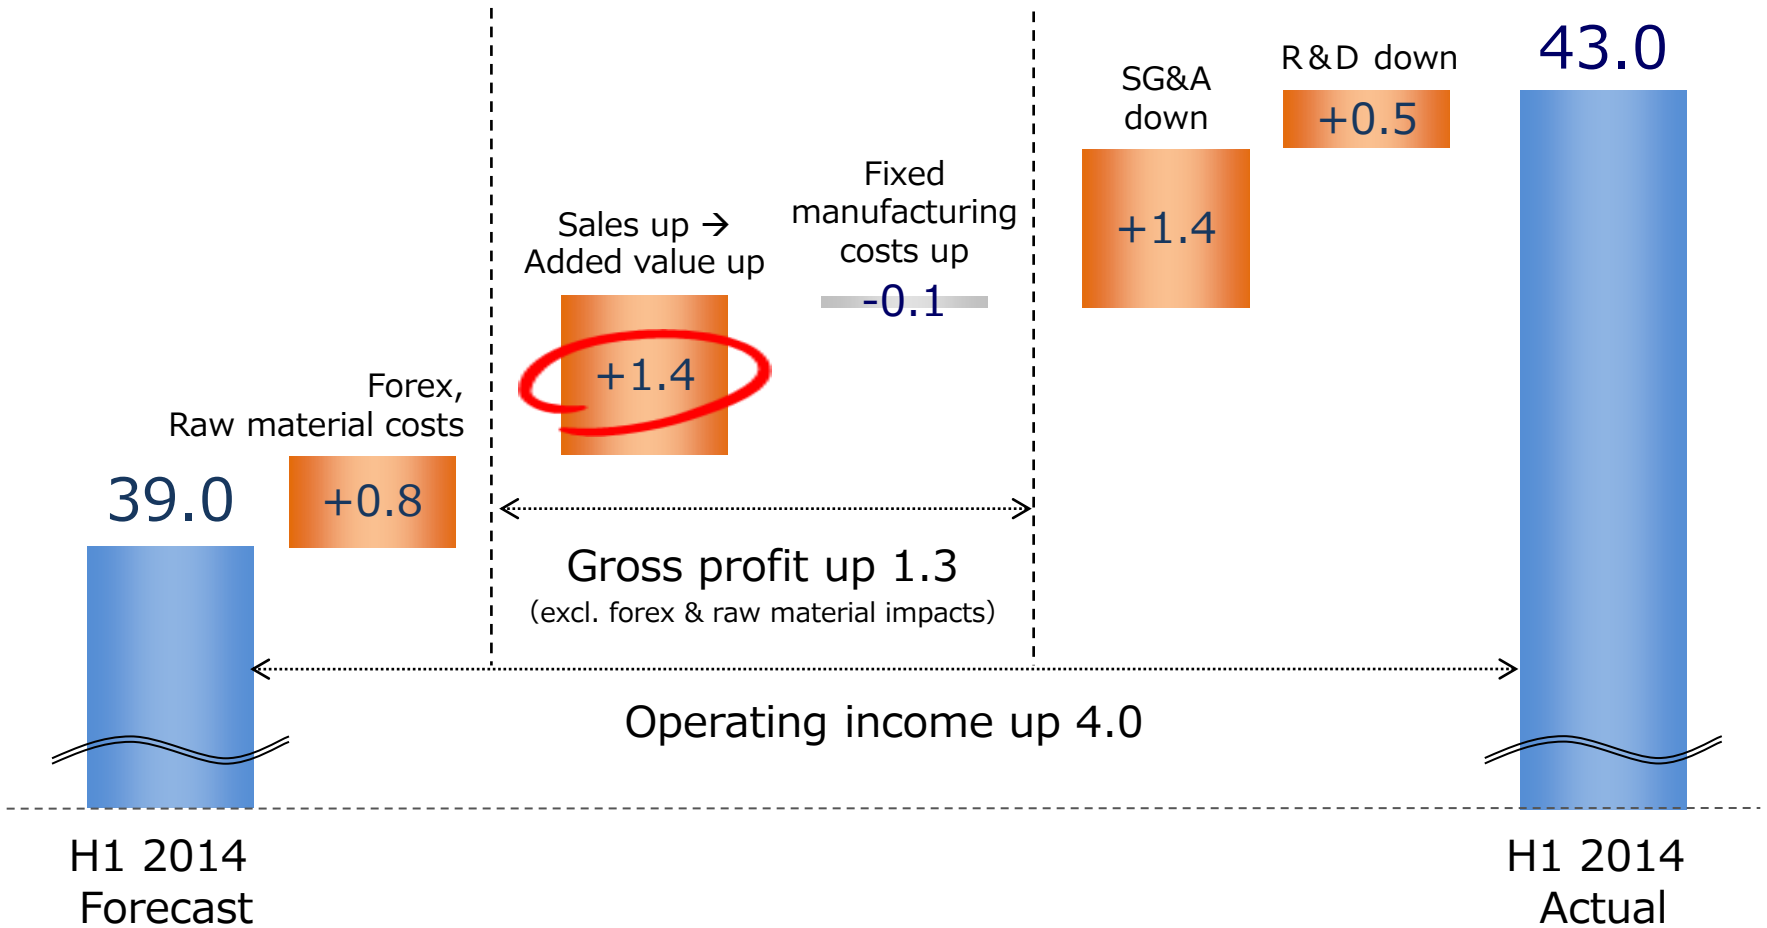 39.0
Forex,
Raw material costs
+0.8
Sales up →
Added value up
+1.4
Fixed
manufacturing
costs up
-0.1
SG&A
down
+1.4
R&D down
+0.5
43.0
Gross profit up 1.3
(excl. forex & raw material impacts)
Operating income up 4.0
H1 2014
Forecast
H1 2014
Actual